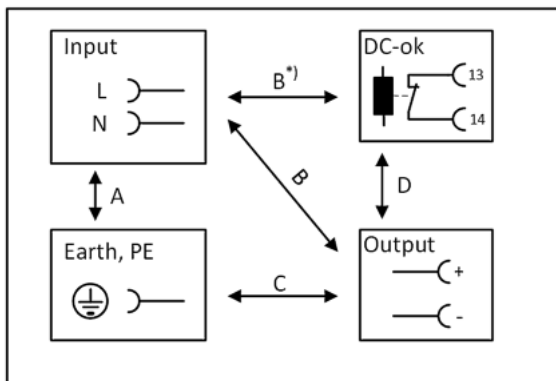 Input
L
N
B*)
DC-ok
13
14
A
B
D
Earth, PE
C
Output
+
-